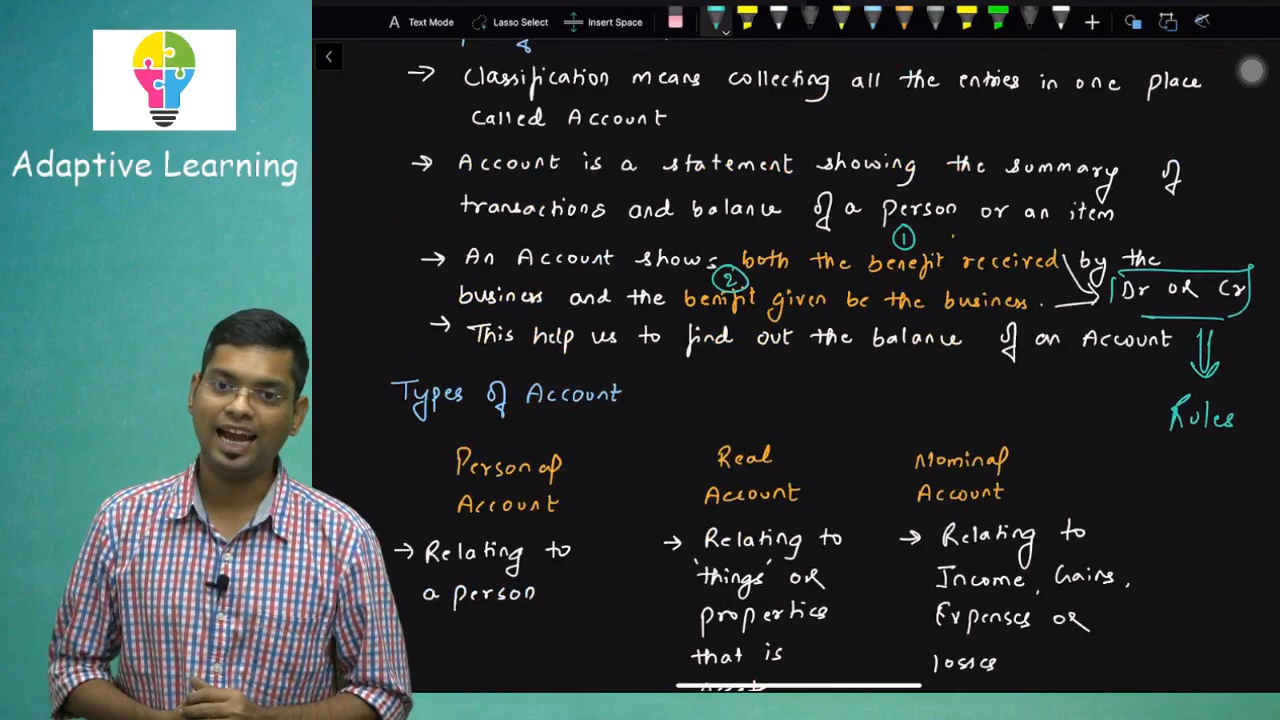 A Text Mode Lasso Select Insert Space
Adaptive Learning
→ Classification means collecting all the entries in one place
called Account
→ Account is a statement showing the summary of
transactions and balance of a person or an item
1
→ An Account shows both the benefit received by the
2
business and the benifit given be the business. Dr or Cr
→ This help us to find out the balance of an Account
Rules
Types of Account
Personal
Account
→ Relating to
a person
Real
Account
→ Relating to
'things' or
properties
that is
Nominal
Account
→ Relating to
Income, Gains,
Expenses or
losses